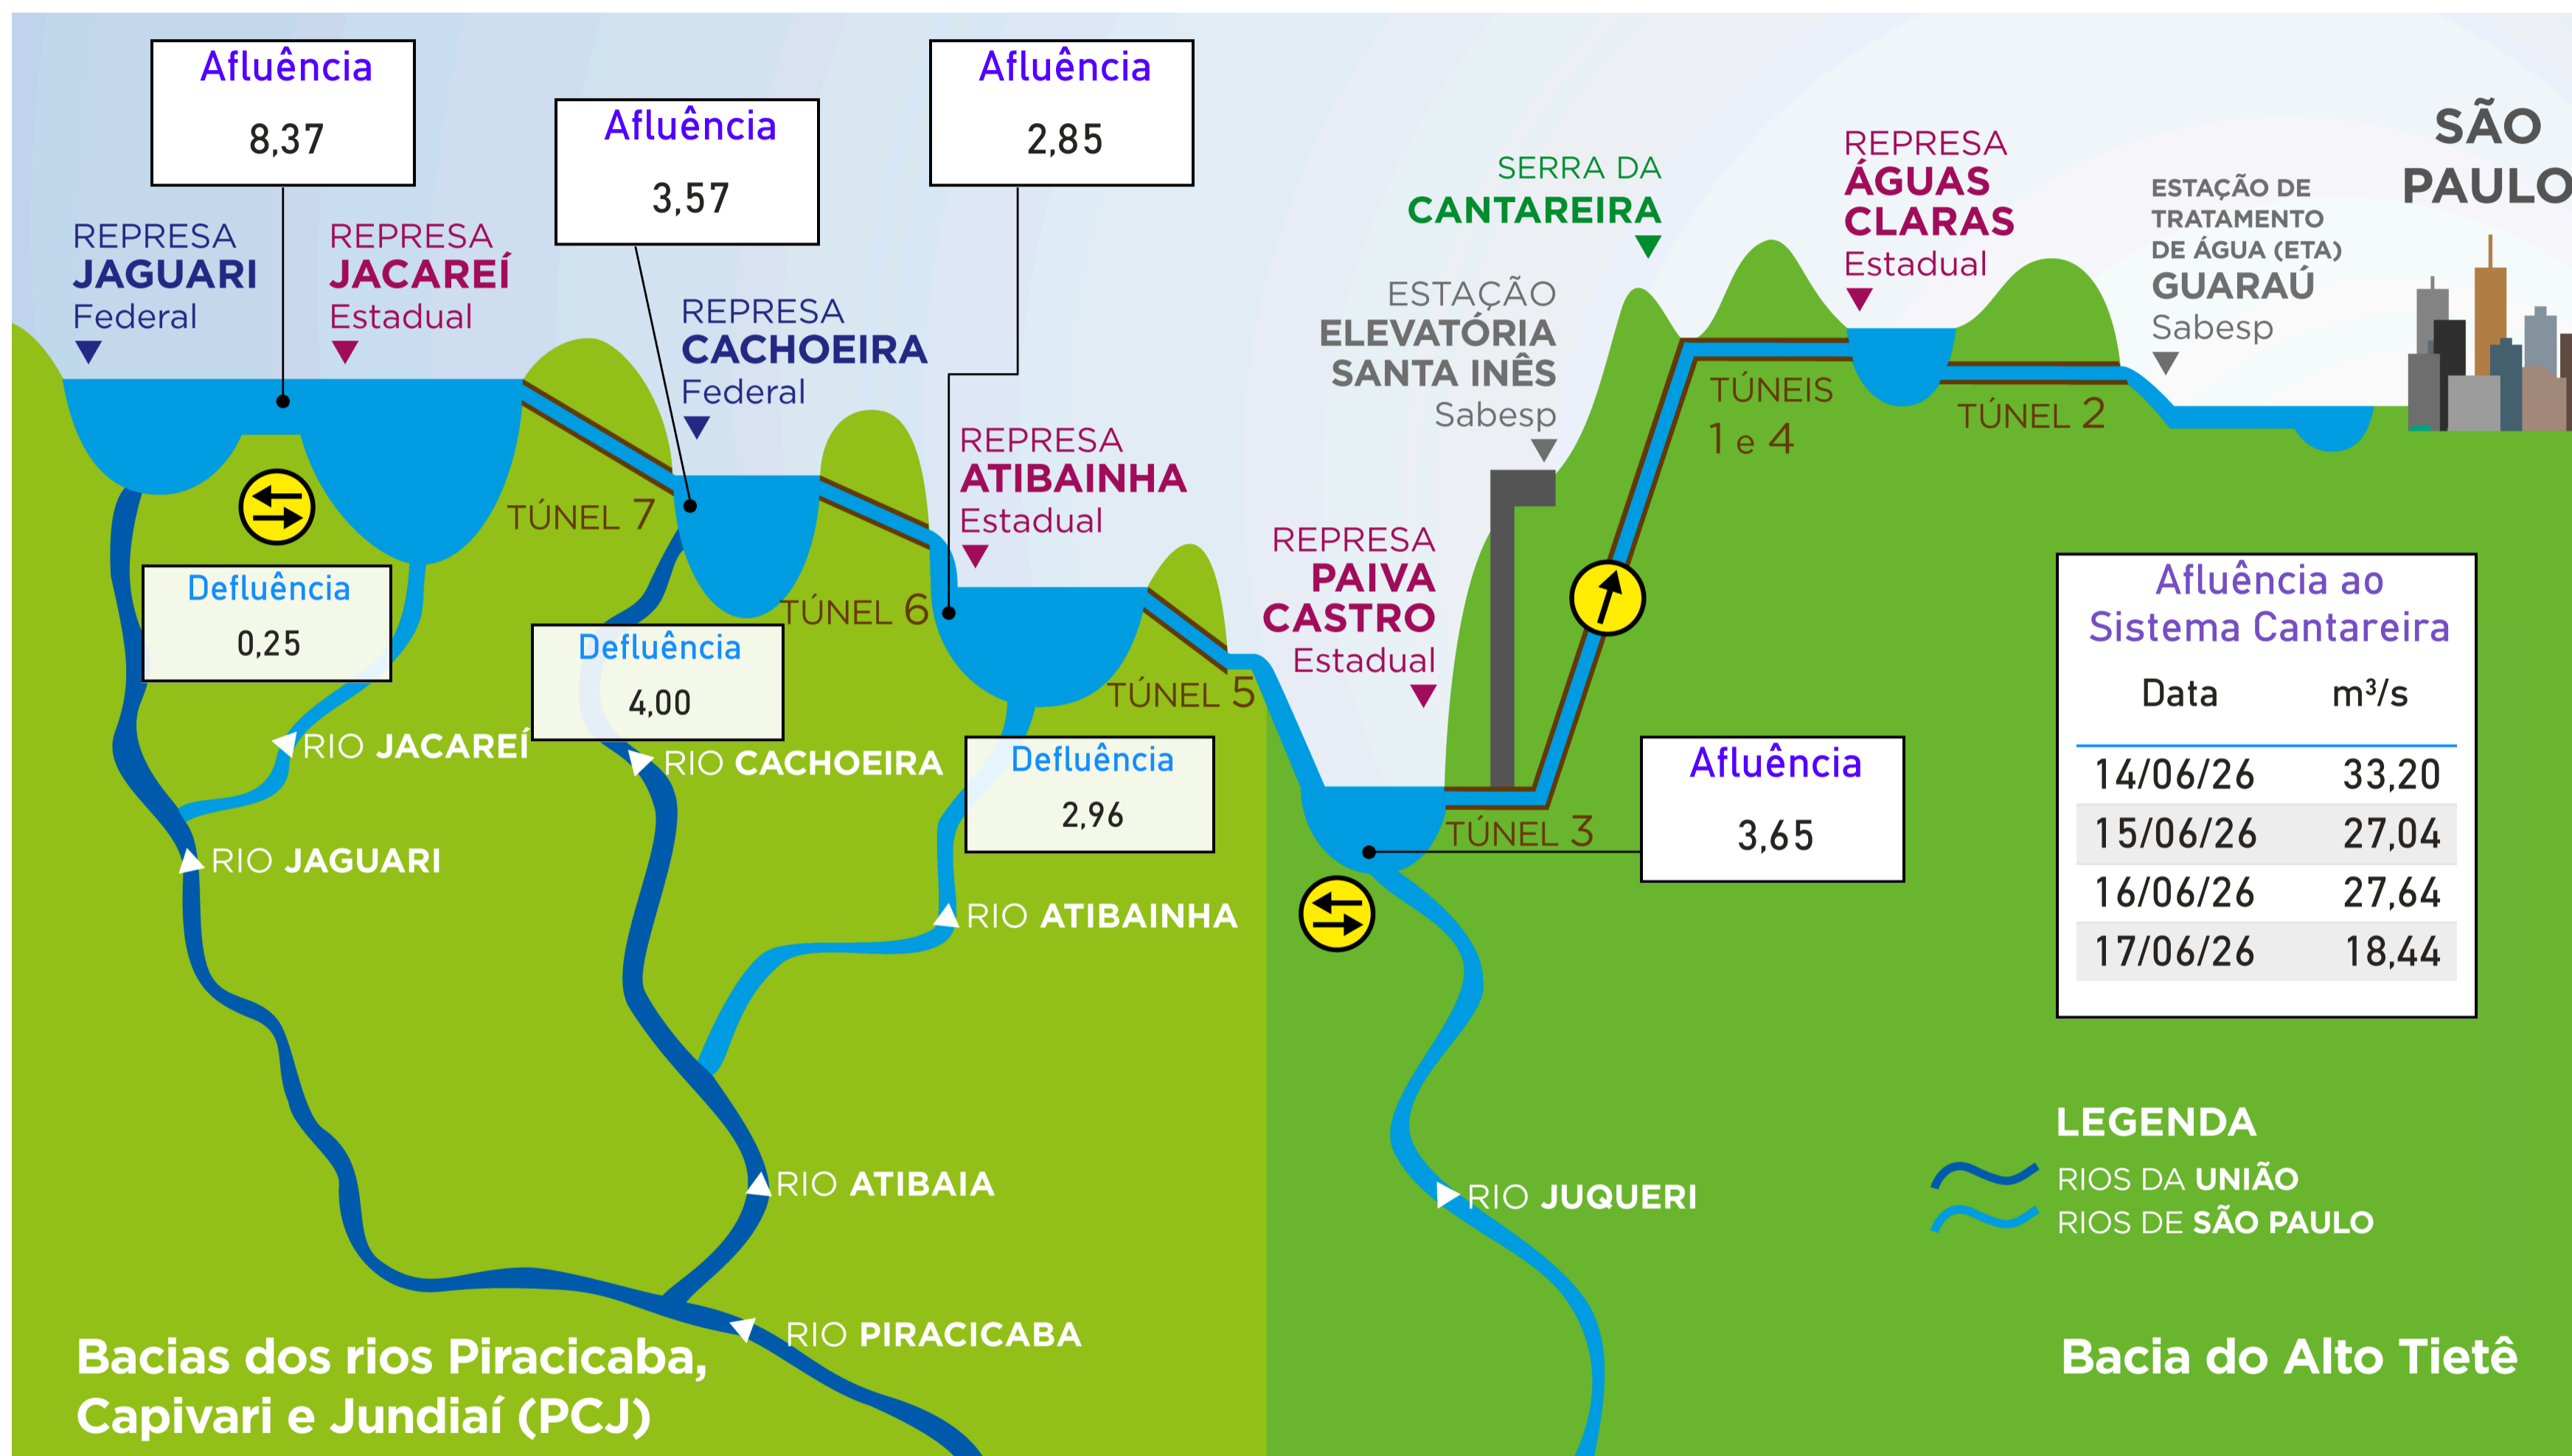 Afluência
8,37
Afluência
3,57
Afluência
2,85
REPRESA
JAGUARI
Federal
REPRESA
JACAREÍ
Estadual
REPRESA
CACHOEIRA
Federal
REPRESA
ATIBAINHA
Estadual
SERRA DA
CANTAREIRA
ESTAÇÃO
ELEVATÓRIA
SANTA INÊS
Sabesp
REPRESA
PAIVA
CASTRO
Estadual
REPRESA
ÁGUAS
CLARAS
Estadual
ESTAÇÃO DE
TRATAMENTO
DE ÁGUA (ETA)
GUARAÚ
Sabesp
SÃO
PAULO
TÚNEL 7
TÚNEL 6
TÚNEL 5
TÚNEL 3
TÚNEIS
1 e 4
TÚNEL 2
Defluência
0,25
Defluência
4,00
Defluência
2,96
Afluência
3,65
RIO JACAREÍ
RIO CACHOEIRA
RIO JAGUARI
RIO ATIBAINHA
RIO ATIBAIA
RIO JUQUERI
RIO PIRACICABA
Afluência ao
Sistema Cantareira
Data m³/s
14/06/26 33,20
15/06/26 27,04
16/06/26 27,64
17/06/26 18,44
LEGENDA
RIOS DA UNIÃO
RIOS DE SÃO PAULO
Bacias dos rios Piracicaba,
Capivari e Jundiaí (PCJ)
Bacia do Alto Tietê